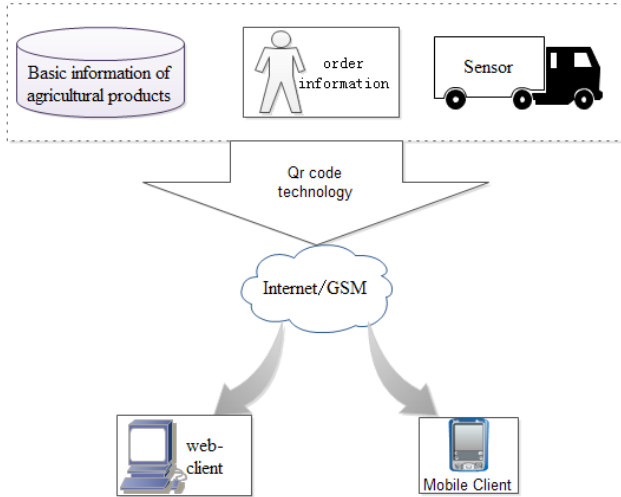 Basic information of
agricultural products
order
information
Sensor
Qr code
technology
Internet/GSM
web-
client
Mobile Client